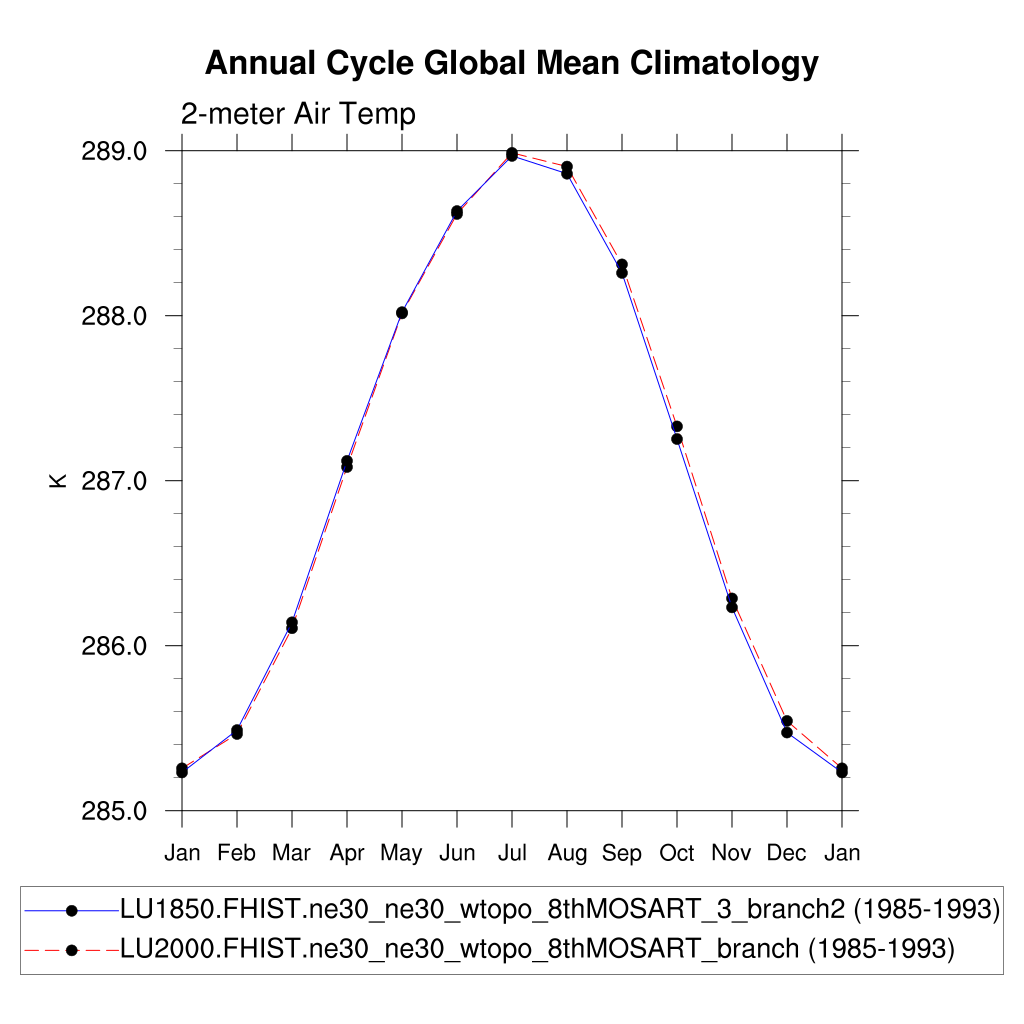 Annual Cycle Global Mean Climatology
2-meter Air Temp
289.0
288.0
287.0
286.0
285.0
K
Jan Feb Mar Apr May Jun Jul Aug Sep Oct Nov Dec Jan
LU1850.FHIST.ne30_ne30_wtopo_8thMOSART_3_branch2 (1985-1993)
LU2000.FHIST.ne30_ne30_wtopo_8thMOSART_branch (1985-1993)